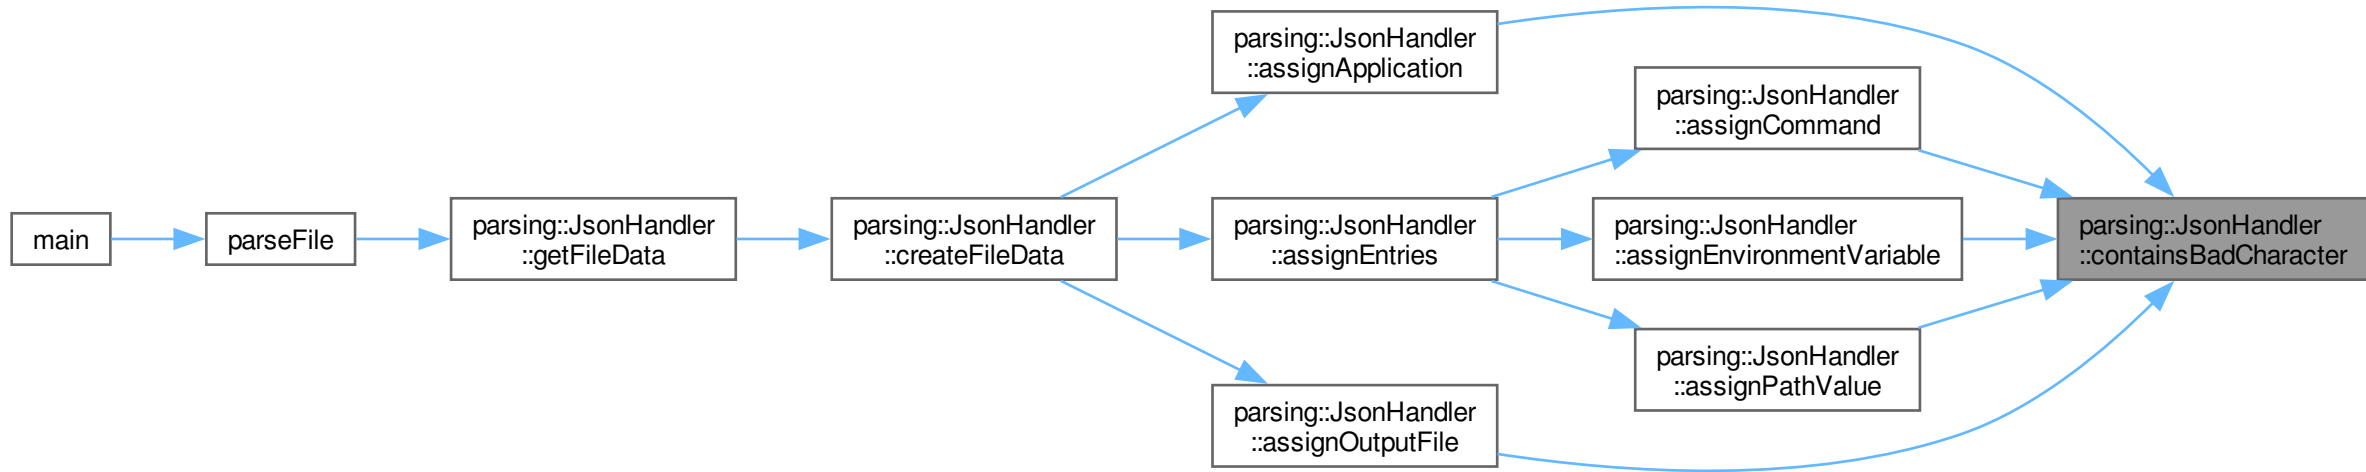 main
parseFile
parsing::JsonHandler
::getFileData
parsing::JsonHandler
::createFileData
parsing::JsonHandler
::assignApplication
parsing::JsonHandler
::assignEntries
parsing::JsonHandler
::assignOutputFile
parsing::JsonHandler
::assignCommand
parsing::JsonHandler
::assignEnvironmentVariable
parsing::JsonHandler
::assignPathValue
parsing::JsonHandler
::containsBadCharacter